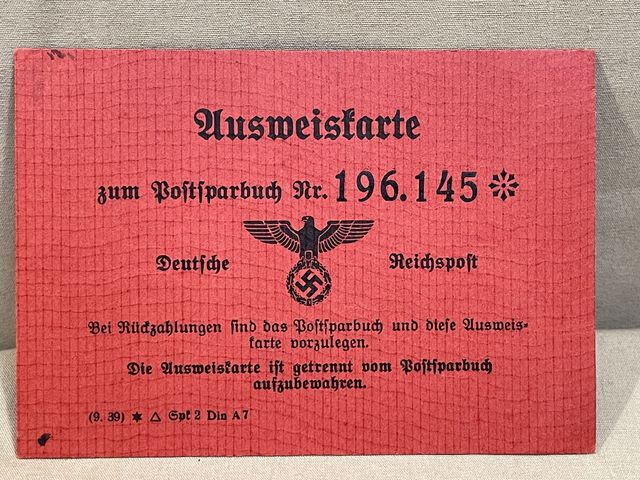 Ausweiskarte
zum Postsparbuch Nr. 196.145
Deutsche Reichspost
Bei Rückzahlungen sind das Postsparbuch und diese Ausweis-
karte vorzulegen.
Die Ausweiskarte ist getrennt vom Postsparbuch
aufzubewahren.
(9. 39) ✶ △ Spk 2 Din A 7